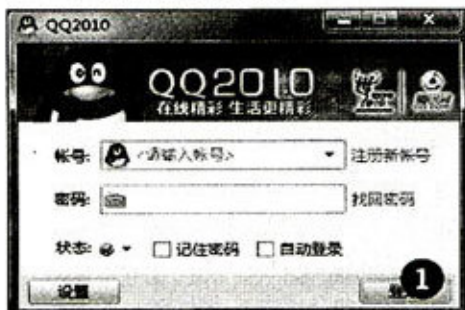 QQ2010
QQ2010
在线精彩 生活更精彩
帐号: <请输入帐号> 注册新帐号
密码: 找回密码
状态: 记住密码 自动登录
设置 登
1